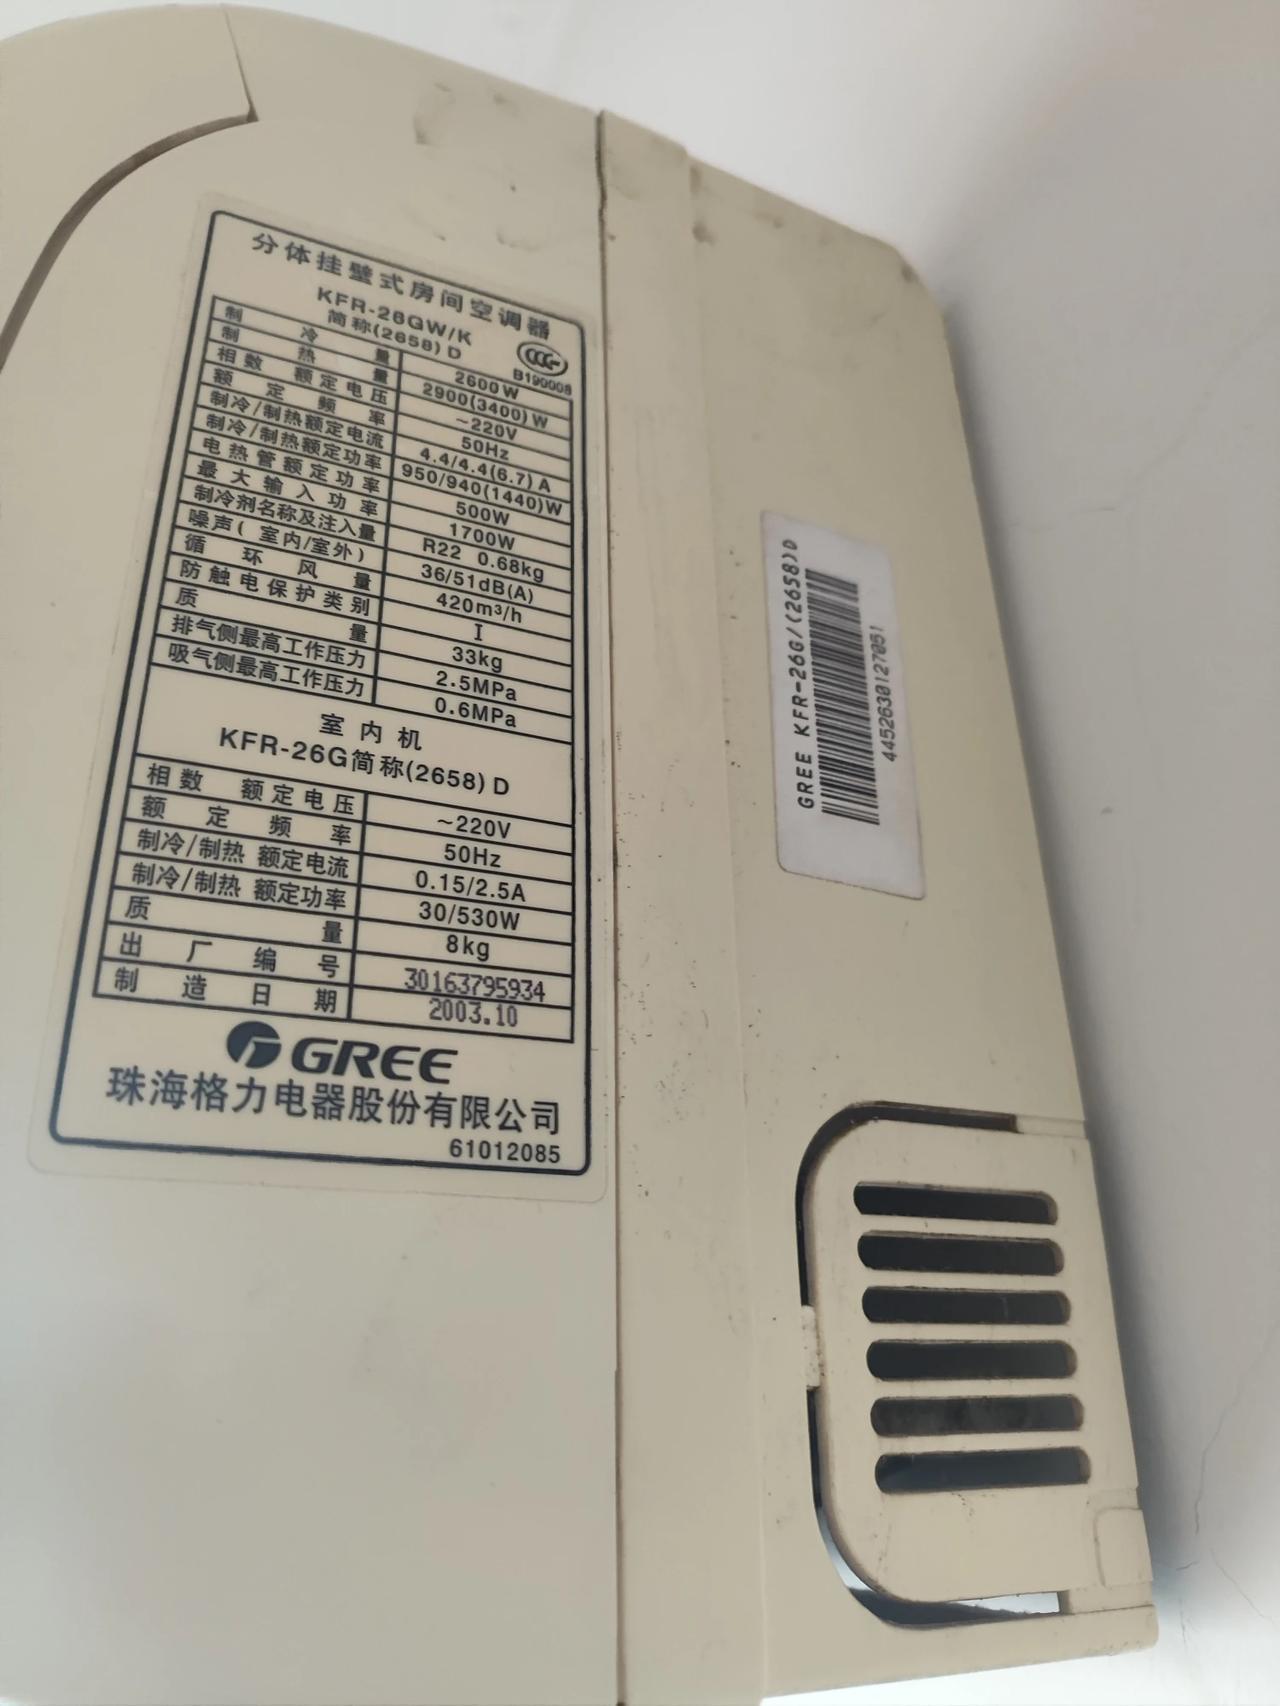 分体挂壁式房间空调器
KFR-26GW/K
简称(2658) D
B190008
制冷量 2600W
制热量 2900(3400)W
相数 额定电压 ~220V
额定频率 50Hz
制冷/制热额定电流 4.4/4.4(6.7)A
制冷/制热额定功率 950/940(1440)W
电热管额定功率 500W
最大输入功率 1700W
制冷剂名称及注入量 R22 0.68kg
噪声(室内/室外) 36/51dB(A)
循环风量 420m³/h
防触电保护类别 I
质量 33kg
排气侧最高工作压力 2.5MPa
吸气侧最高工作压力 0.6MPa
室内机
KFR-26G简称(2658) D
相数 额定电压 ~220V
额定频率 50Hz
制冷/制热 额定电流 0.15/2.5A
制冷/制热 额定功率 30/530W
质量 8kg
出厂编号 30163795934
制造日期 2003.10
GREE
珠海格力电器股份有限公司
61012085
GREE KFR-26G/(2658)D
4452630127051